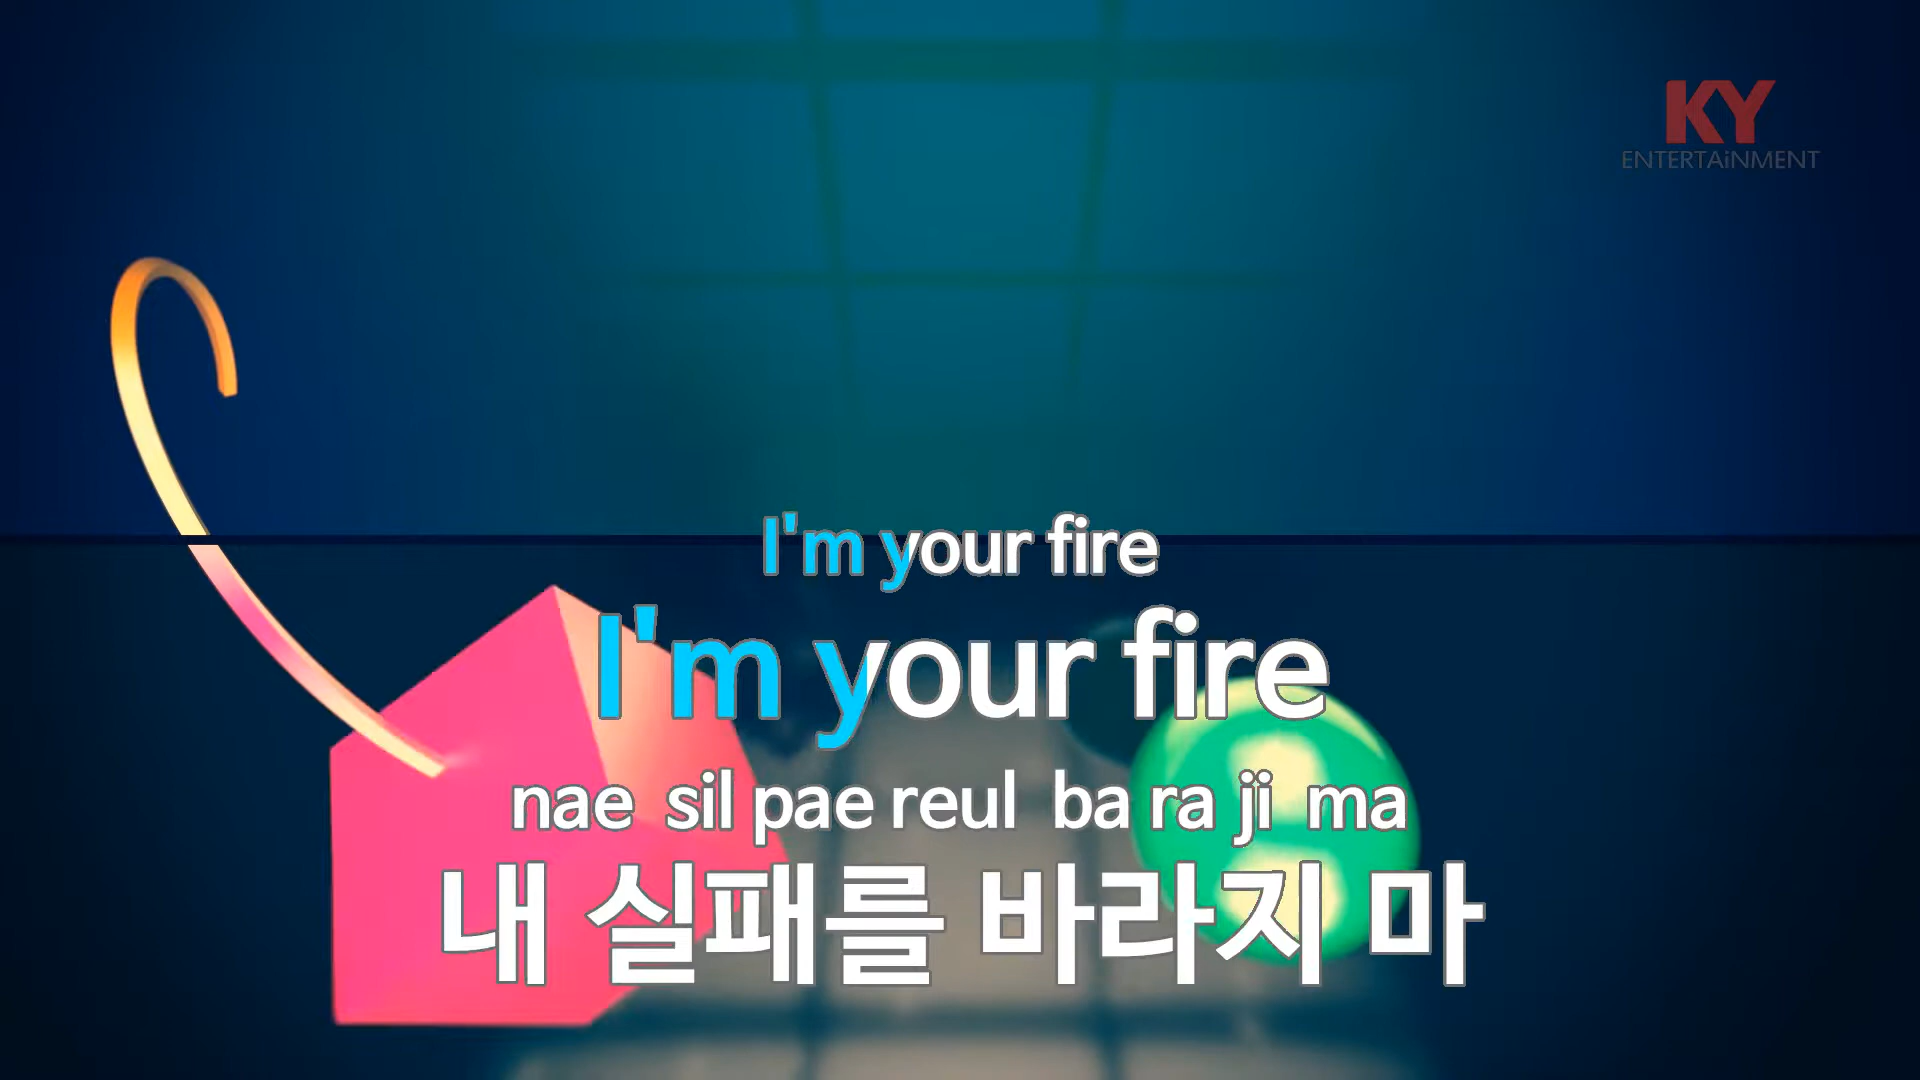 KY
ENTERTAiNMENT
I'm your fire
I'm your fire
nae sil pae reul ba ra ji ma
내 실패를 바라지 마